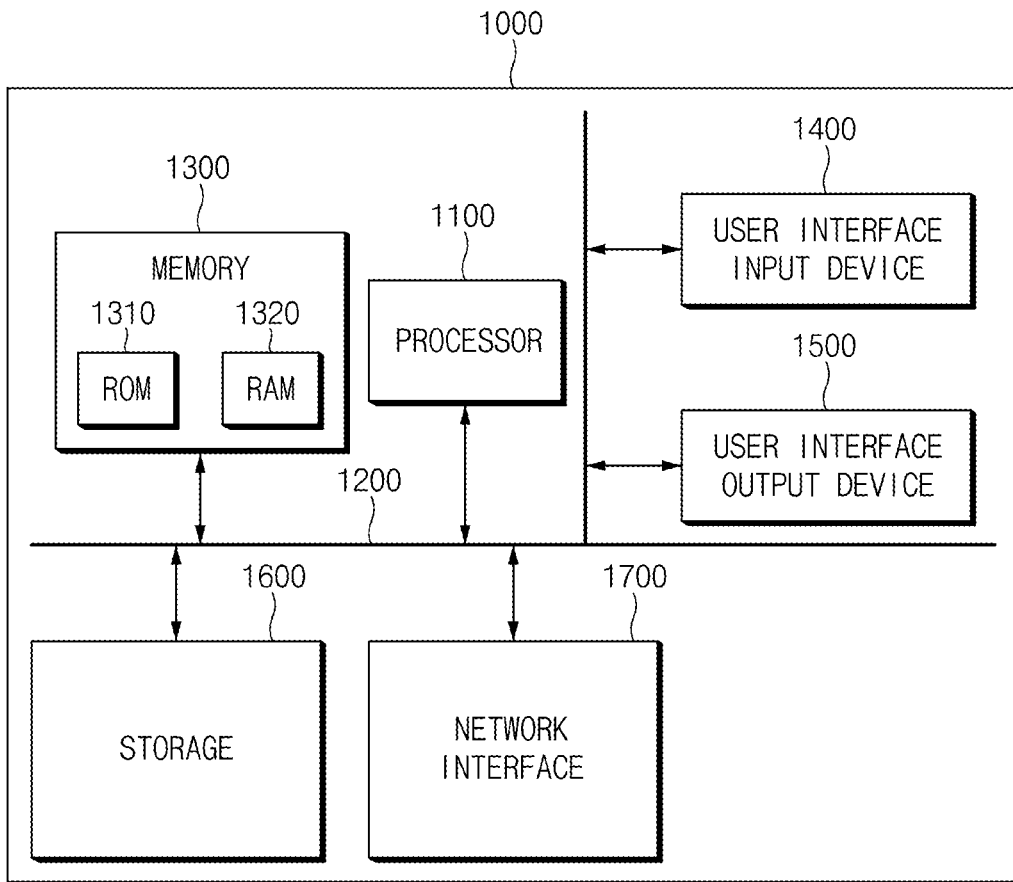 1000
1300
1100
1400
MEMORY
1310
1320
ROM
RAM
PROCESSOR
USER INTERFACE
INPUT DEVICE
1500
USER INTERFACE
OUTPUT DEVICE
1200
1600
1700
STORAGE
NETWORK
INTERFACE